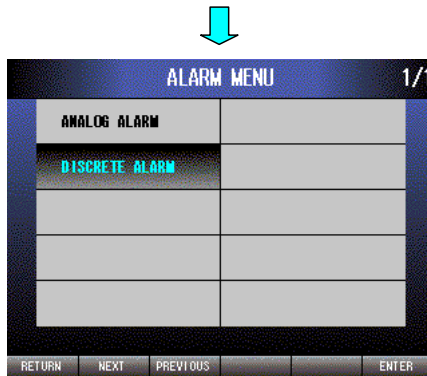 ALARM MENU 1/1
ANALOG ALARM
DISCRETE ALARM
RETURN NEXT PREVIOUS ENTER